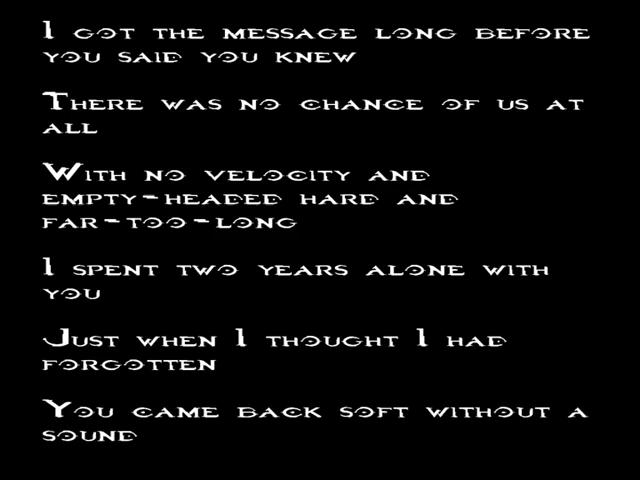 I got the message long before
you said you knew
There was no chance of us at
all
With no velocity and
empty-headed hard and
far-too-long
I spent two years alone with
you
Just when I thought I had
forgotten
You came back soft without a
sound